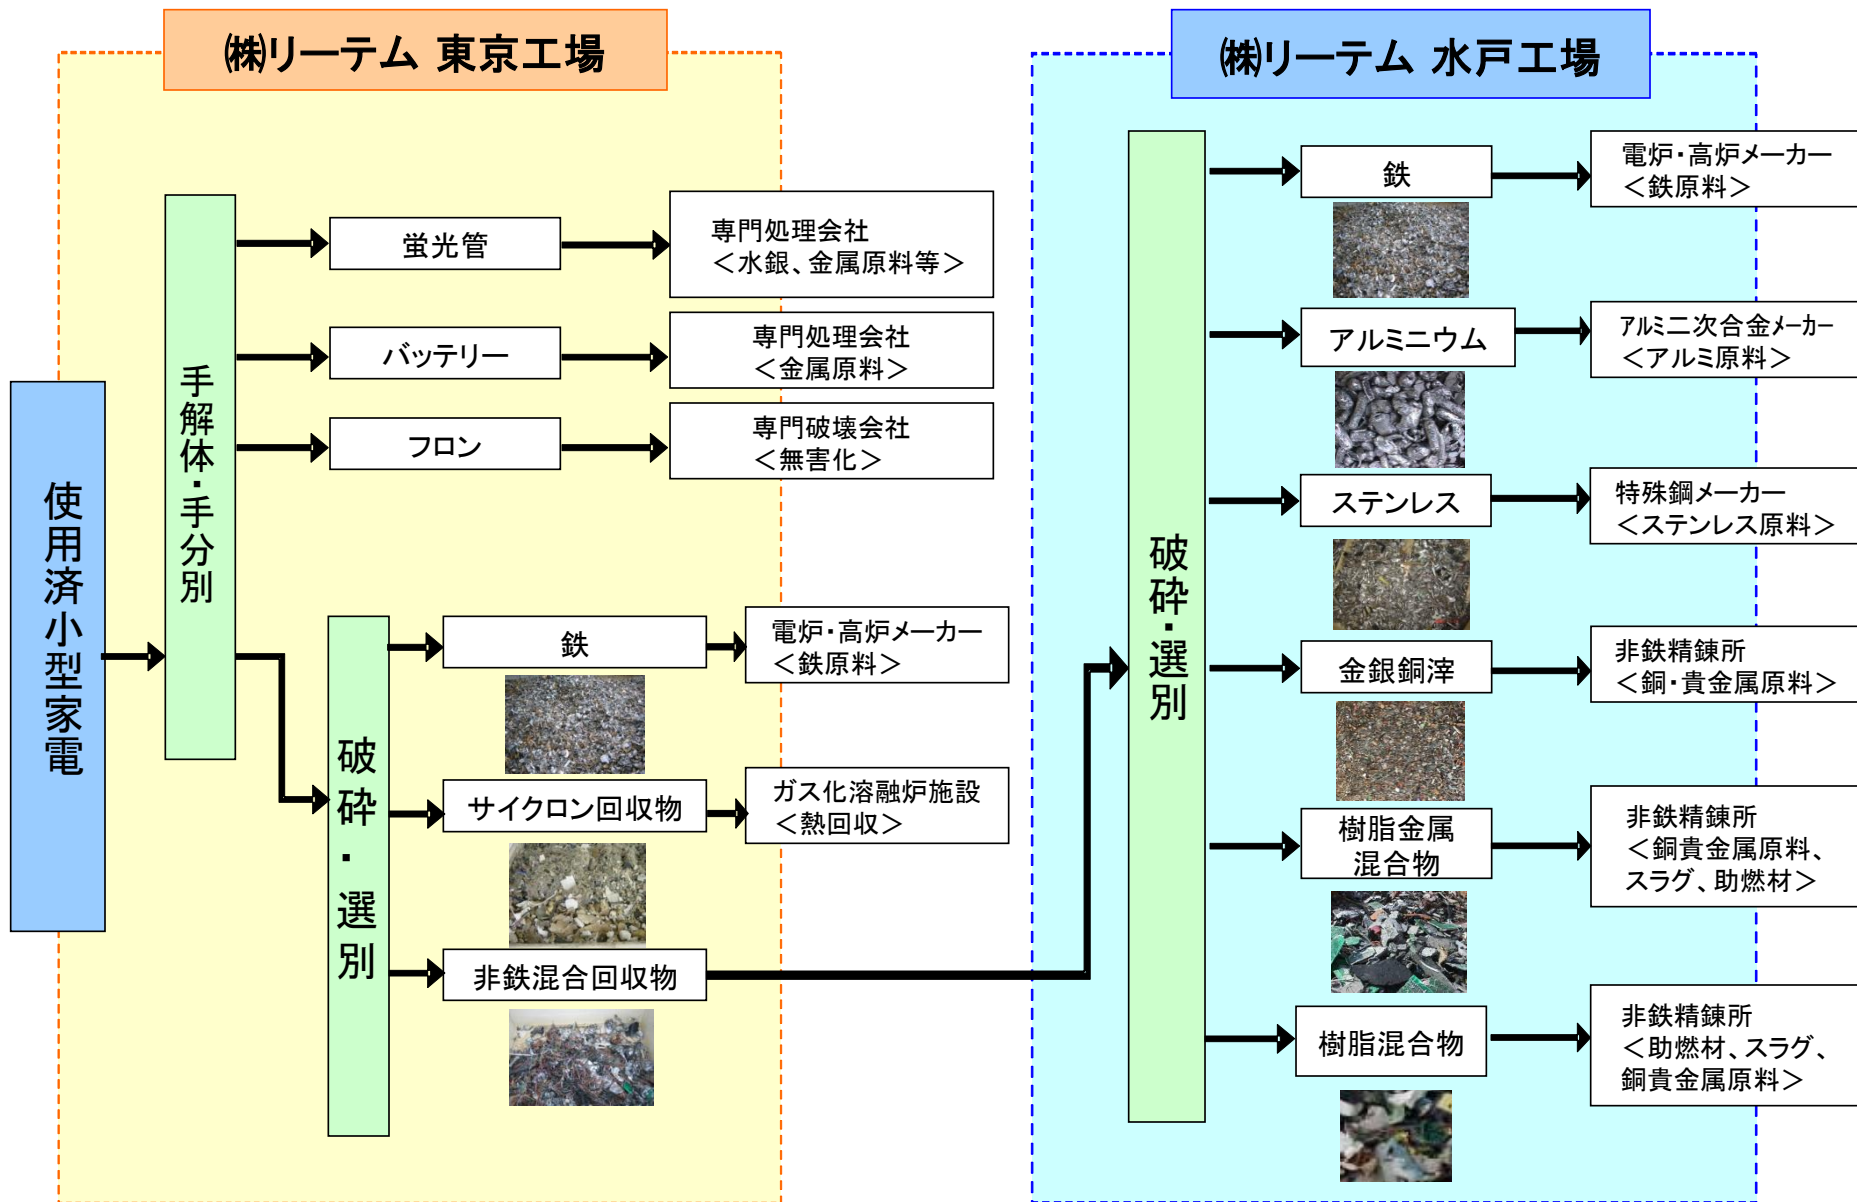 ㈱リーテム 東京工場
使用済小型家電
手解体・手分別
蛍光管
専門処理会社
＜水銀、金属原料等＞
バッテリー
専門処理会社
＜金属原料＞
フロン
専門破壊会社
＜無害化＞
破砕・選別
鉄
電炉・高炉メーカー
＜鉄原料＞
サイクロン回収物
ガス化溶融炉施設
＜熱回収＞
非鉄混合回収物
㈱リーテム 水戸工場
破砕・選別
鉄
電炉・高炉メーカー
＜鉄原料＞
アルミニウム
アルミ二次合金メーカー
＜アルミ原料＞
ステンレス
特殊鋼メーカー
＜ステンレス原料＞
金銀銅滓
非鉄精錬所
＜銅・貴金属原料＞
樹脂金属
混合物
非鉄精錬所
＜銅貴金属原料、
スラグ、助燃材＞
樹脂混合物
非鉄精錬所
＜助燃材、スラグ、
銅貴金属原料＞